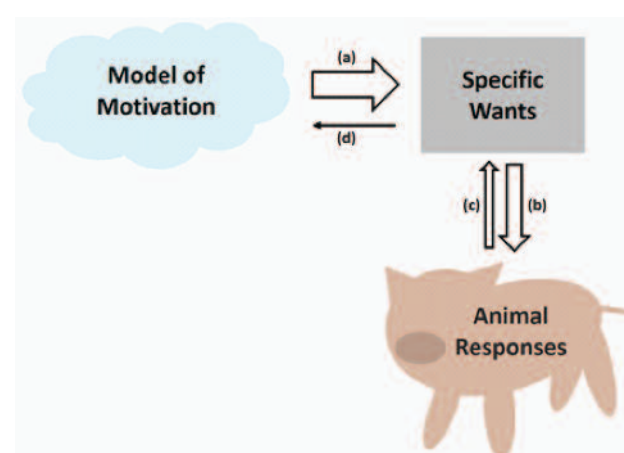 Model of
Motivation
(a)
(d)
Specific
Wants
(c)
(b)
Animal
Responses